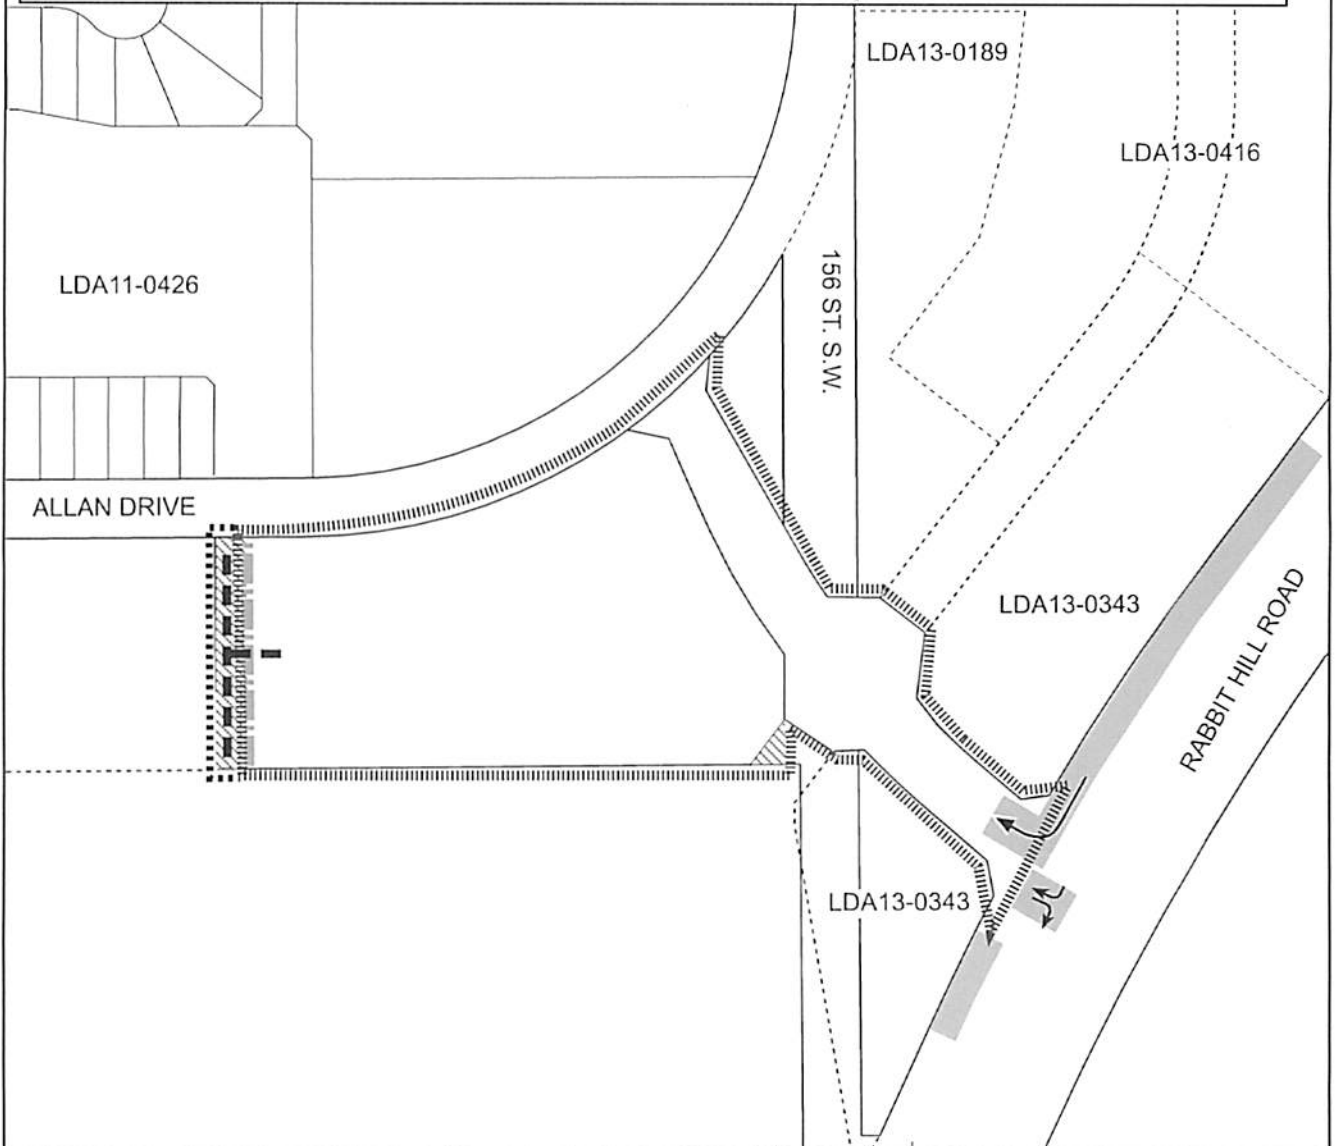 LDA13-0189
LDA13-0416
LDA11-0426
156 ST. S.W.
ALLAN DRIVE
LDA13-0343
RABBIT HILL ROAD
LDA13-0343